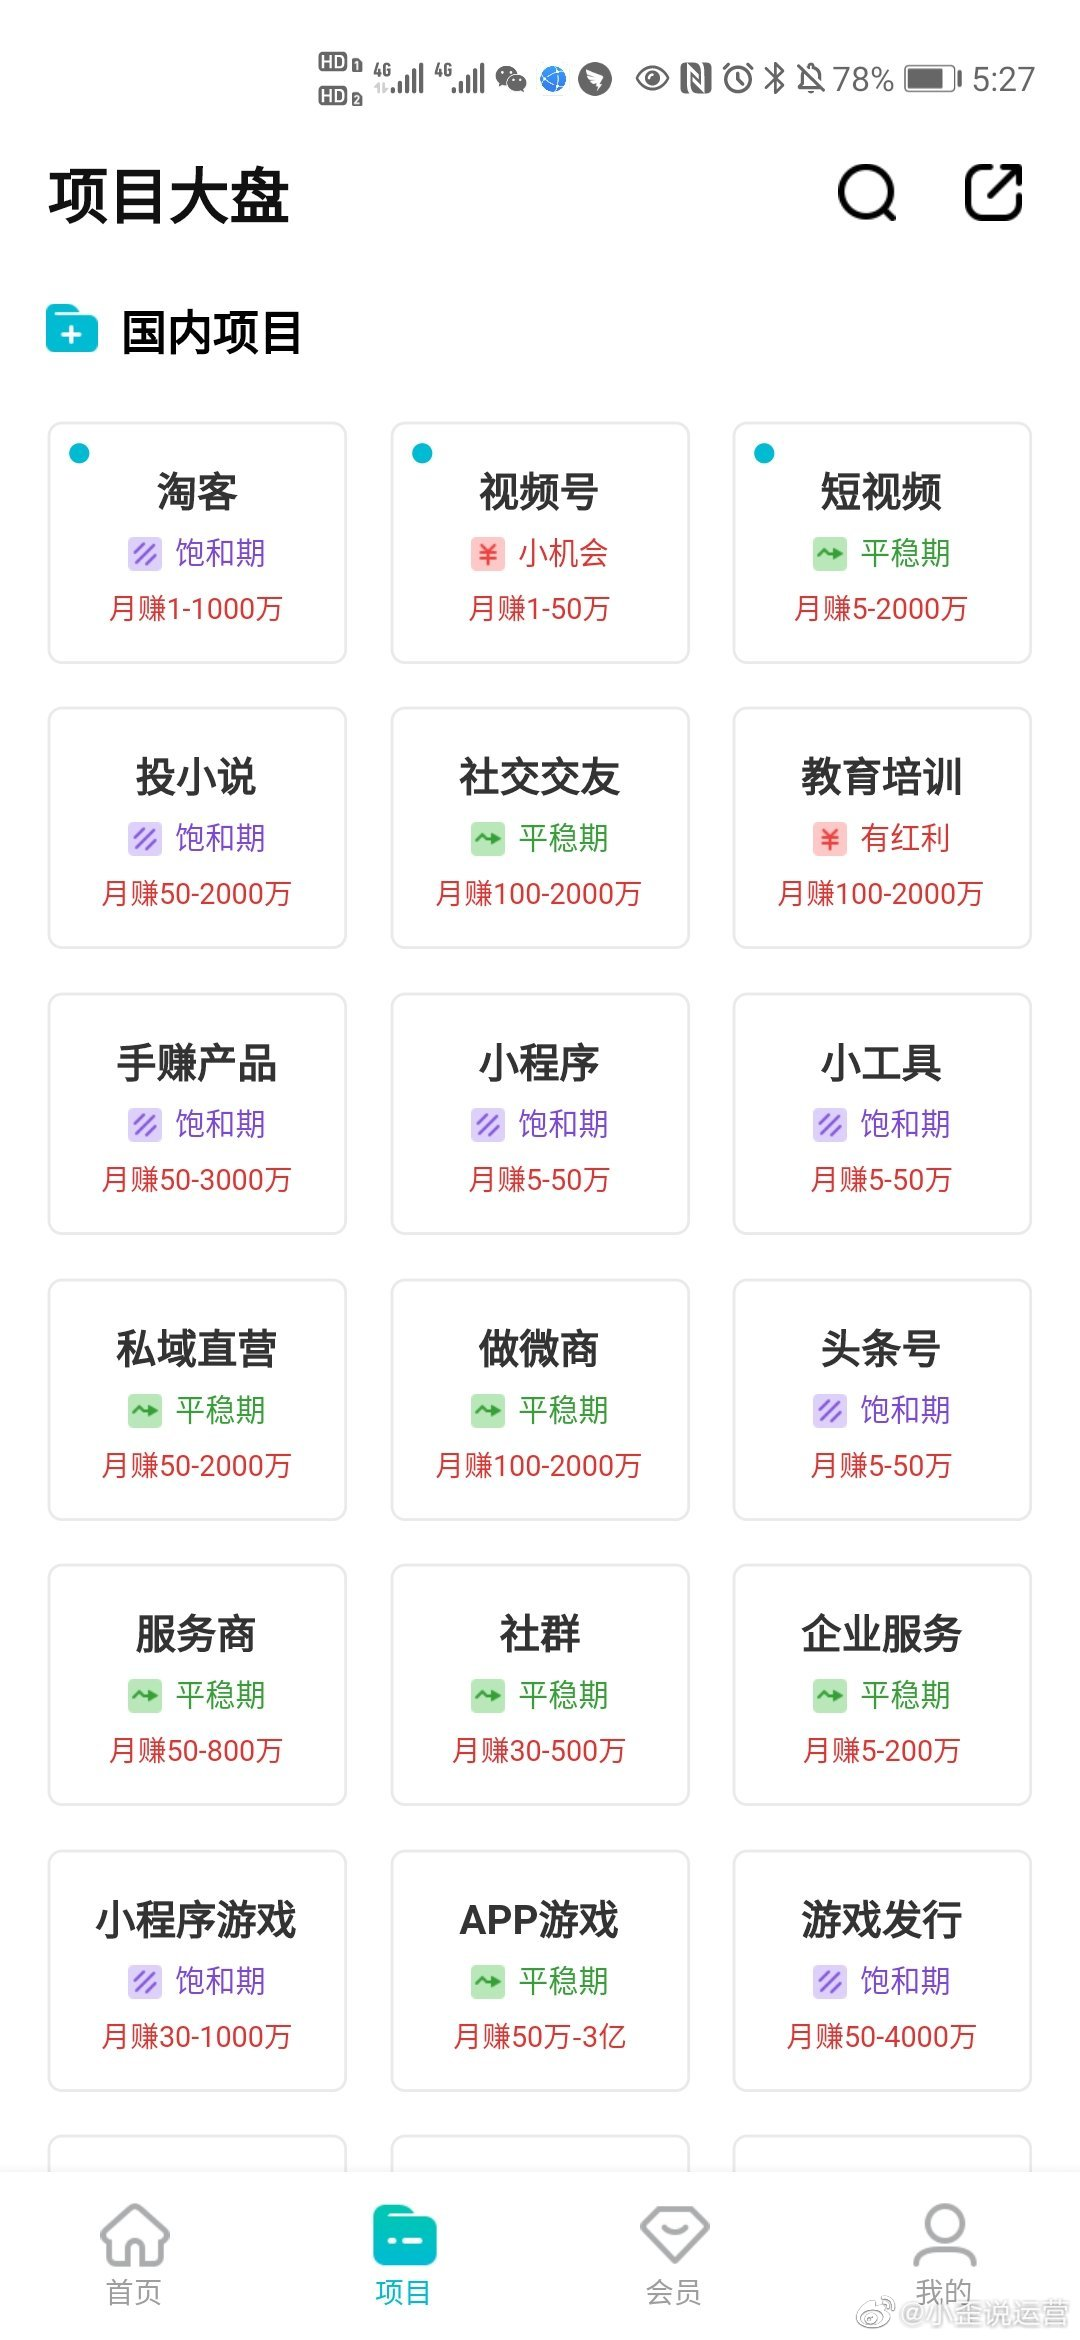 HD 1 4G 4G 78% 5:27
HD 2
项目大盘
国内项目
淘客 视频号 短视频
饱和期 小机会 平稳期
月赚1-1000万 月赚1-50万 月赚5-2000万
投小说 社交交友 教育培训
饱和期 平稳期 有红利
月赚50-2000万 月赚100-2000万 月赚100-2000万
手赚产品 小程序 小工具
饱和期 饱和期 饱和期
月赚50-3000万 月赚5-50万 月赚5-50万
私域直营 做微商 头条号
平稳期 平稳期 饱和期
月赚50-2000万 月赚100-2000万 月赚5-50万
服务商 社群 企业服务
平稳期 平稳期 平稳期
月赚50-800万 月赚30-500万 月赚5-200万
小程序游戏 APP游戏 游戏发行
饱和期 平稳期 饱和期
月赚30-1000万 月赚50万-3亿 月赚50-4000万
首页 项目 会员 我的
@小歪说运营